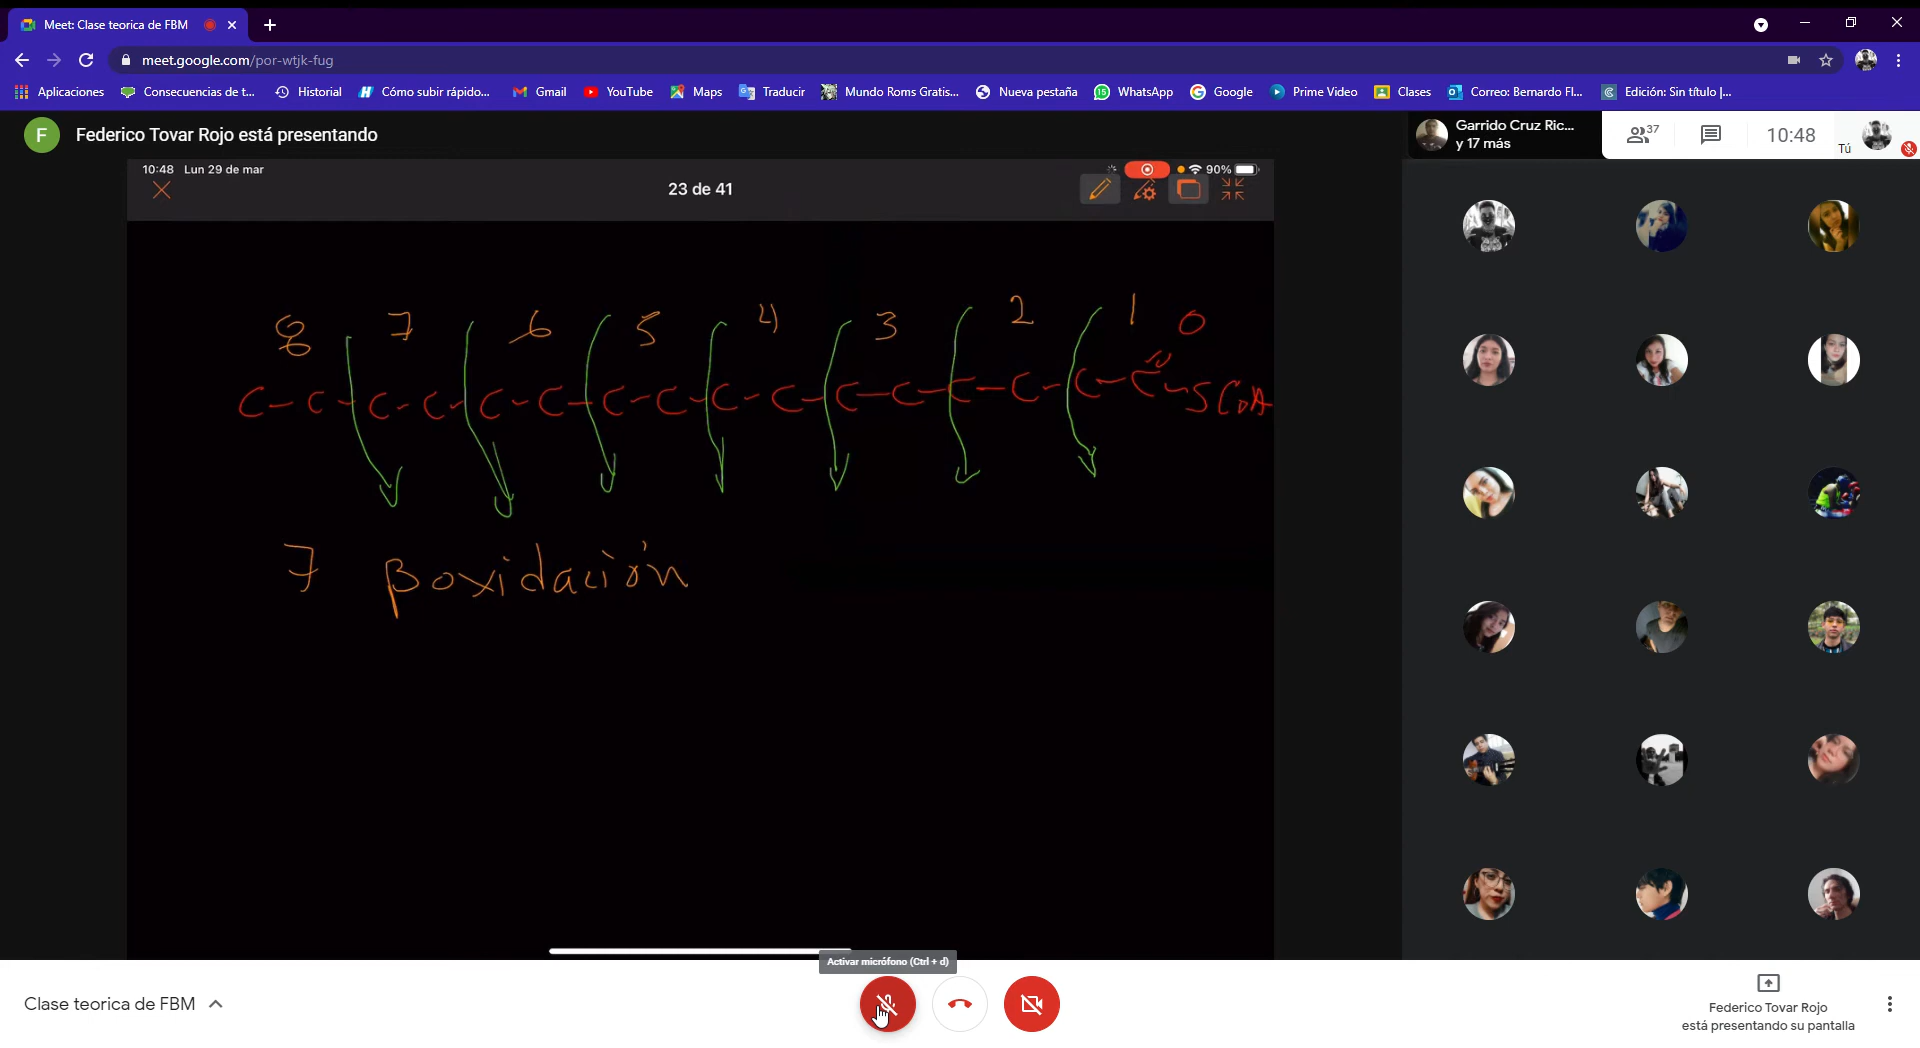 Meet: Clase teorica de FBM
meet.google.com/por-wtjk-fug
Aplicaciones Consecuencias de t... Historial Cómo subir rápido... Gmail YouTube Maps Traducir Mundo Roms Gratis... Nueva pestaña WhatsApp Google Prime Video Clases Correo: Bernardo Fl... Edición: Sin título |...
F Federico Tovar Rojo está presentando
Garrido Cruz Ric...
y 17 más
37
10:48
Tú
10:48 Lun 29 de mar
90%
23 de 41
8 7 6 5 4 3 2 1 O
C-C-C-C-C-C-C-C-C-C-C-C-C-C-C-C~SCoA
7 βoxidación
Activar micrófono (Ctrl + d)
Clase teorica de FBM
Federico Tovar Rojo
está presentando su pantalla